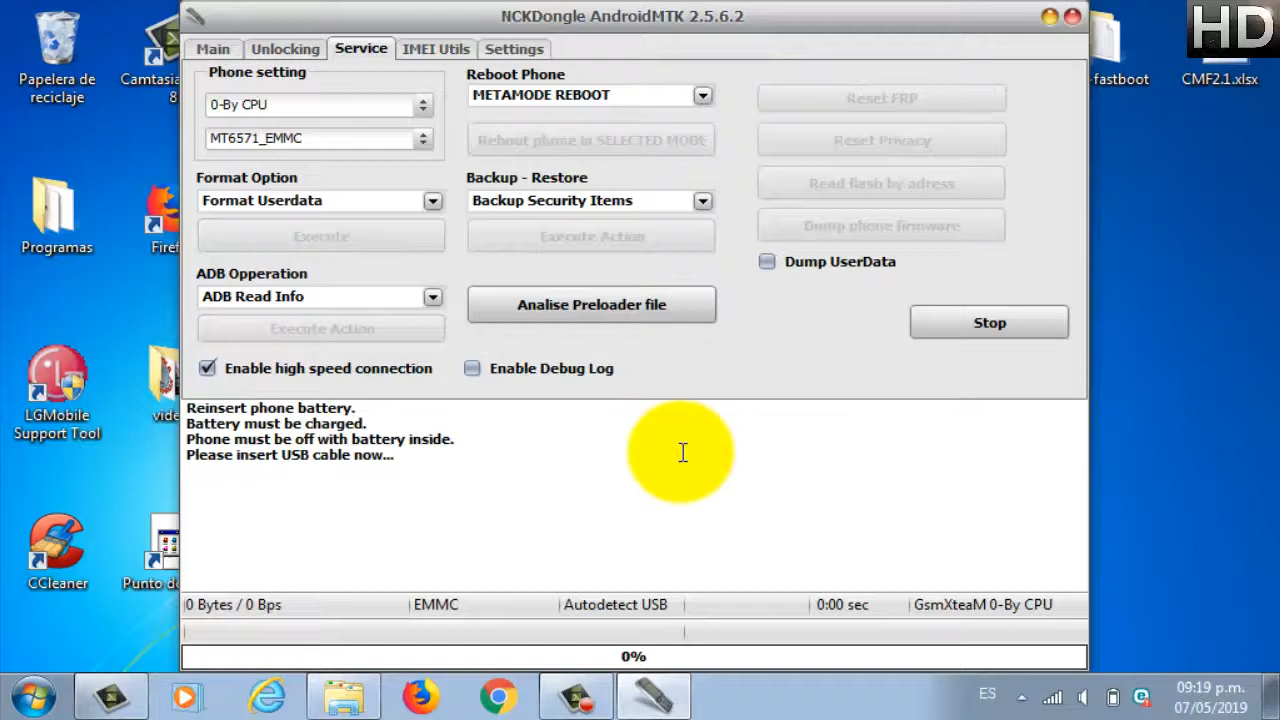 NCKDongle AndroidMTK 2.5.6.2
HD
Main
Unlocking
Service
IMEI Utils
Settings
Phone setting
0-By CPU
MT6571_EMMC
Reboot Phone
METAMODE REBOOT
Reboot phone in SELECTED MODE
Reset FRP
Reset Privacy
Read flash by adress
Dump phone firmware
Dump UserData
Format Option
Format Userdata
Execute
Backup - Restore
Backup Security Items
Execute Action
ADB Opperation
ADB Read Info
Execute Action
Analise Preloader file
Stop
Enable high speed connection
Enable Debug Log
Reinsert phone battery.
Battery must be charged.
Phone must be off with battery inside.
Please insert USB cable now...
0 Bytes / 0 Bps
EMMC
Autodetect USB
0:00 sec
GsmXteaM 0-By CPU
0%
Papelera de
reciclaje
Camtasia
8
Programas
Firef
LGMobile
Support Tool
vide
CCleaner
Punto de
-fastboot
CMF2.1.xlsx
ES
09:19 p.m.
07/05/2019